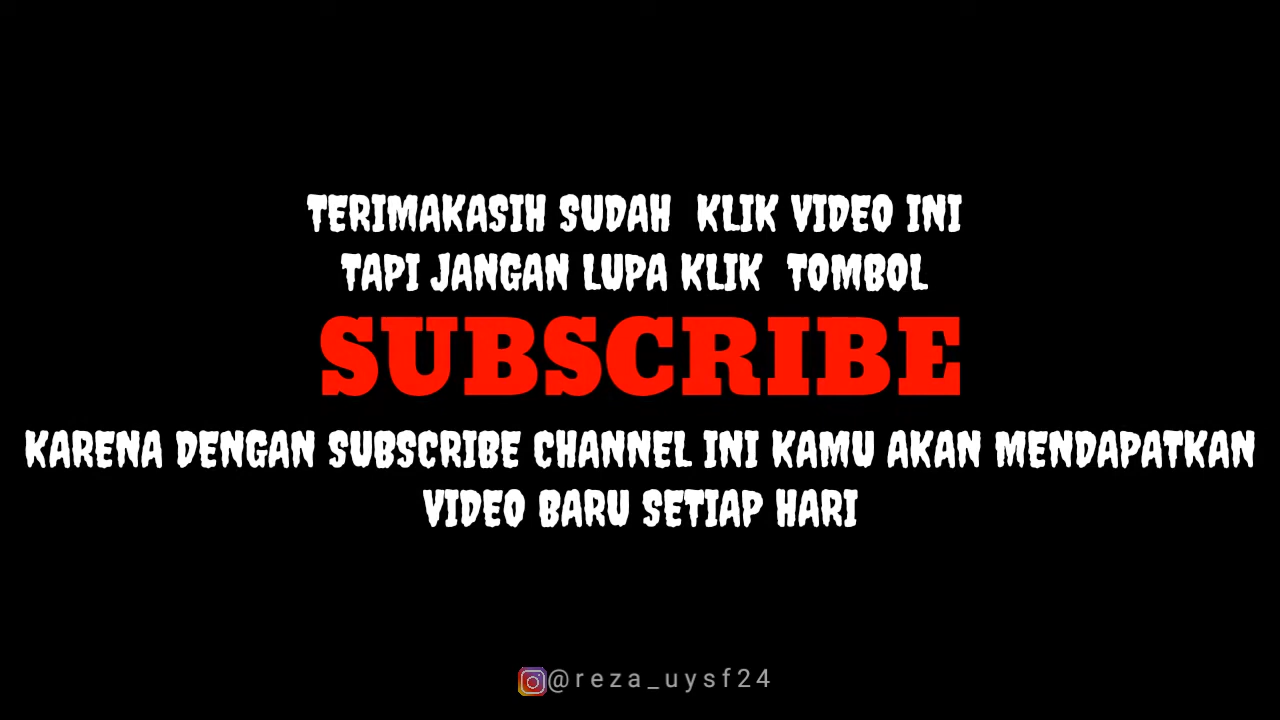 TERIMAKASIH SUDAH KLIK VIDEO INI
TAPI JANGAN LUPA KLIK TOMBOL
SUBSCRIBE
KARENA DENGAN SUBSCRIBE CHANNEL INI KAMU AKAN MENDAPATKAN
VIDEO BARU SETIAP HARI
@reza_uysf24